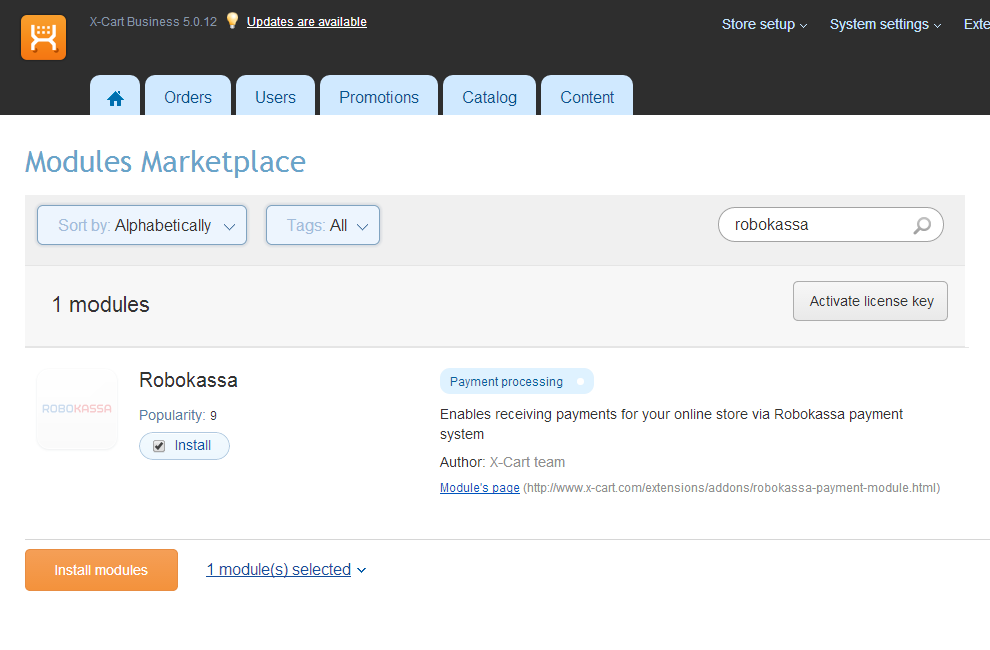 X-Cart Business 5.0.12 Updates are available
Store setup System settings Exte
Orders Users Promotions Catalog Content
Modules Marketplace
Sort by: Alphabetically Tags: All robokassa
1 modules Activate license key
ROBOKASSA
Robokassa
Popularity: 9
Install
Payment processing
Enables receiving payments for your online store via Robokassa payment
system
Author: X-Cart team
Module's page (http://www.x-cart.com/extensions/addons/robokassa-payment-module.html)
Install modules 1 module(s) selected